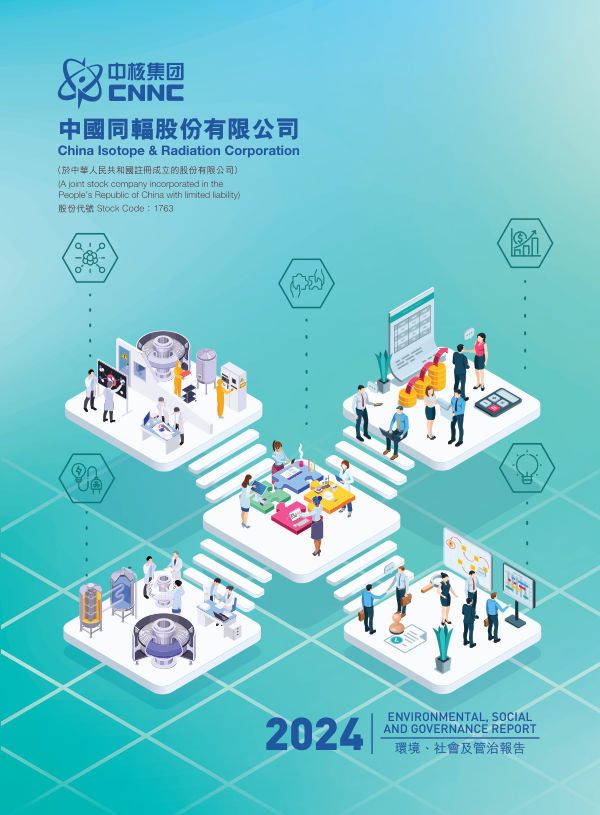 中核集团
CNNC
中國同輻股份有限公司
China Isotope & Radiation Corporation
（於中華人民共和國註冊成立的股份有限公司）
(A joint stock company incorporated in the
People's Republic of China with limited liability)
股份代號 Stock Code：1763
2024
ENVIRONMENTAL, SOCIAL
AND GOVERNANCE REPORT
環境、社會及管治報告